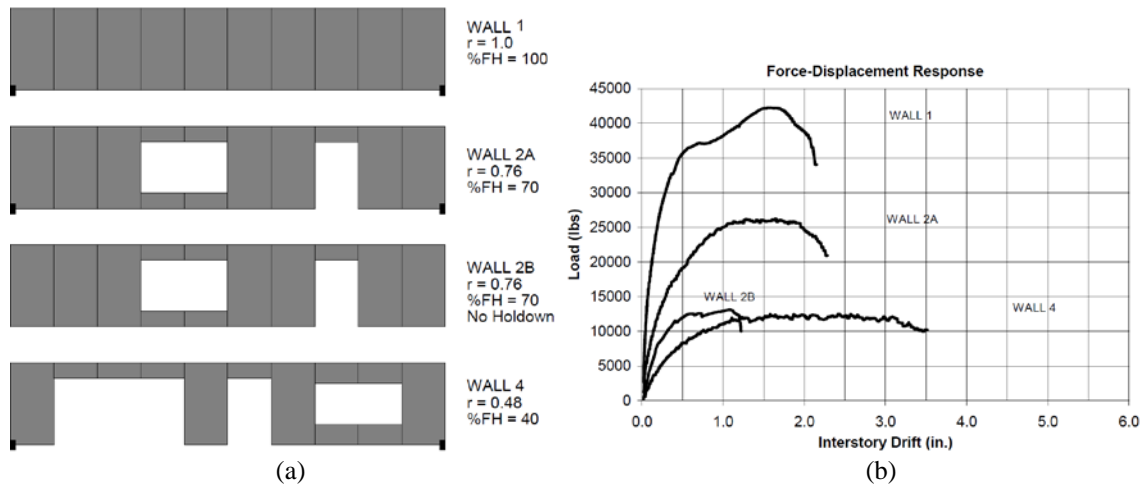 WALL 1
r = 1.0
%FH = 100
WALL 2A
r = 0.76
%FH = 70
WALL 2B
r = 0.76
%FH = 70
No Holdown
WALL 4
r = 0.48
%FH = 40
(a)
Force-Displacement Response
Load (lbs)
45000
40000
35000
30000
25000
20000
15000
10000
5000
0
WALL 1
WALL 2A
WALL 2B
WALL 4
0.0 1.0 2.0 3.0 4.0 5.0 6.0
Interstory Drift (in.)
(b)